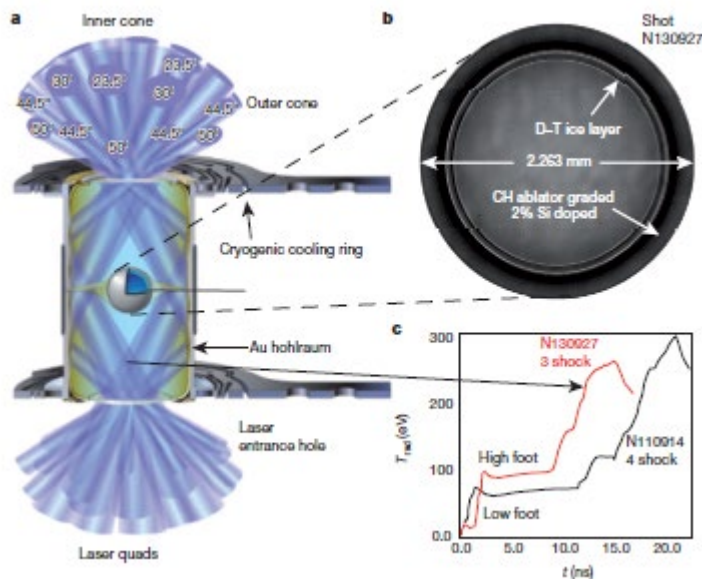 a
Inner cone
23.5°
30°
23.5°
30°
44.5°
44.5°
50°
44.5°
44.5°
50°
50°
Outer cone
Cryogenic cooling ring
Au hohlraum
Laser
entrance hole
Laser quads
b
Shot
N130927
D–T ice layer
2.263 mm
CH ablator graded
2% Si doped
c
300
200
100
0.0
T rad (eV)
N130927
3 shock
High foot
Low foot
N110914
4 shock
0.0
5.0
10.0
15.0
20.0
t (ns)